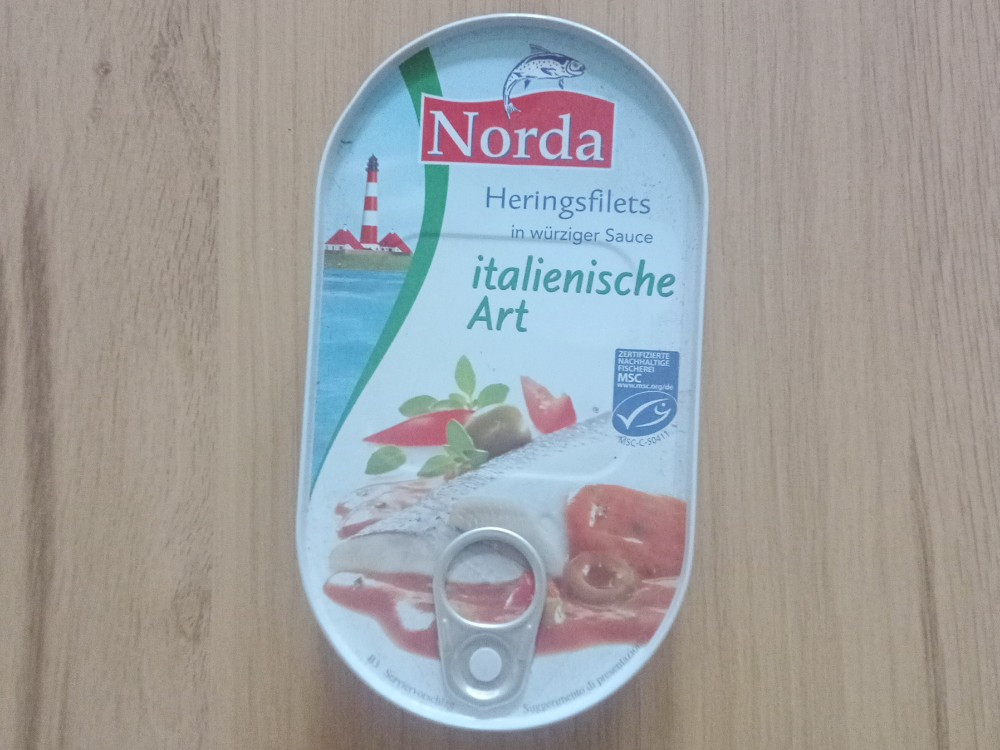 Norda
Heringsfilets
in würziger Sauce
italienische
Art
ZERTIFIZIERTE
NACHHALTIGE
FISCHEREI
MSC
www.msc.org/de
MSC-C-50411
Serviervorschlag
Suggerimento di presentazione